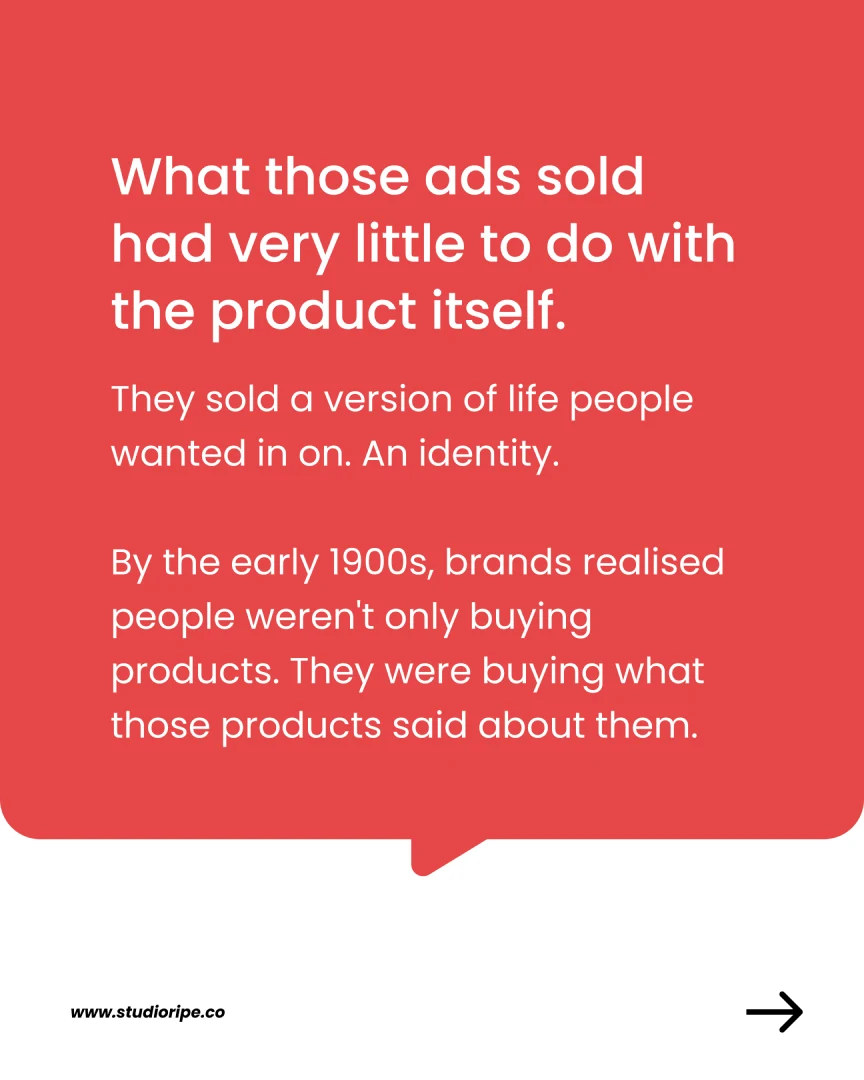 What those ads sold
had very little to do with
the product itself.
They sold a version of life people
wanted in on. An identity.
By the early 1900s, brands realised
people weren't only buying
products. They were buying what
those products said about them.
www.studioripe.co